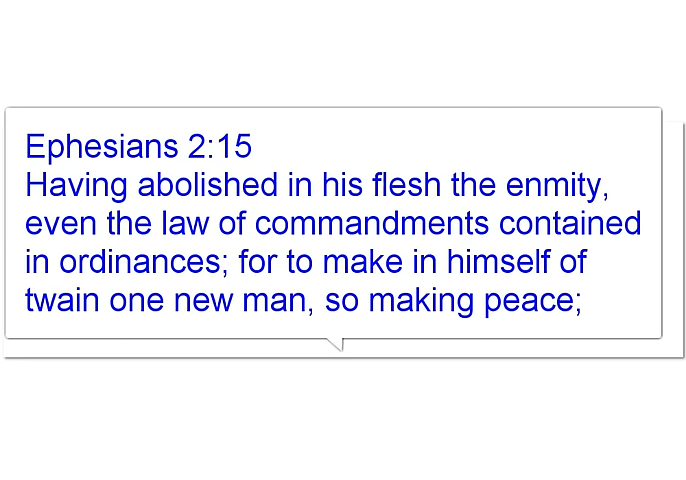 Ephesians 2:15
Having abolished in his flesh the enmity,
even the law of commandments contained
in ordinances; for to make in himself of
twain one new man, so making peace;